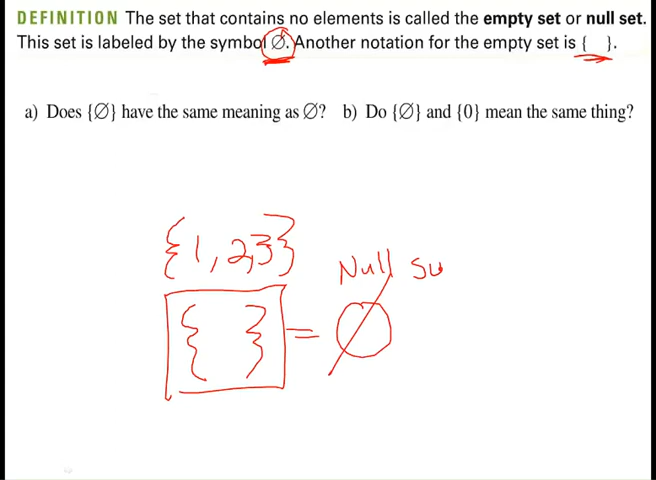 DEFINITION The set that contains no elements is called the empty set or null set.
This set is labeled by the symbol Ø. Another notation for the empty set is { }.
a) Does {Ø} have the same meaning as Ø? b) Do {Ø} and {0} mean the same thing?
{1, 2, 3}
Null
{ } = Ø